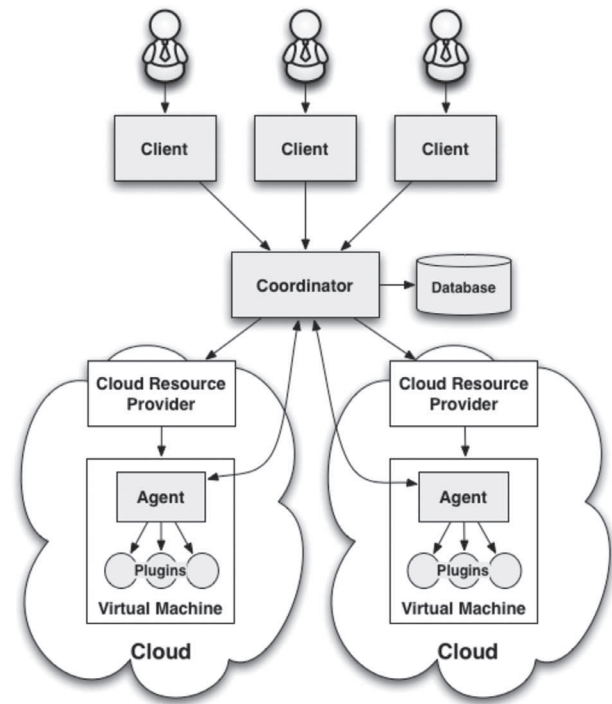 Client
Client
Client
Coordinator
Database
Cloud Resource
Provider
Cloud Resource
Provider
Agent
Plugins
Virtual Machine
Cloud
Agent
Plugins
Virtual Machine
Cloud